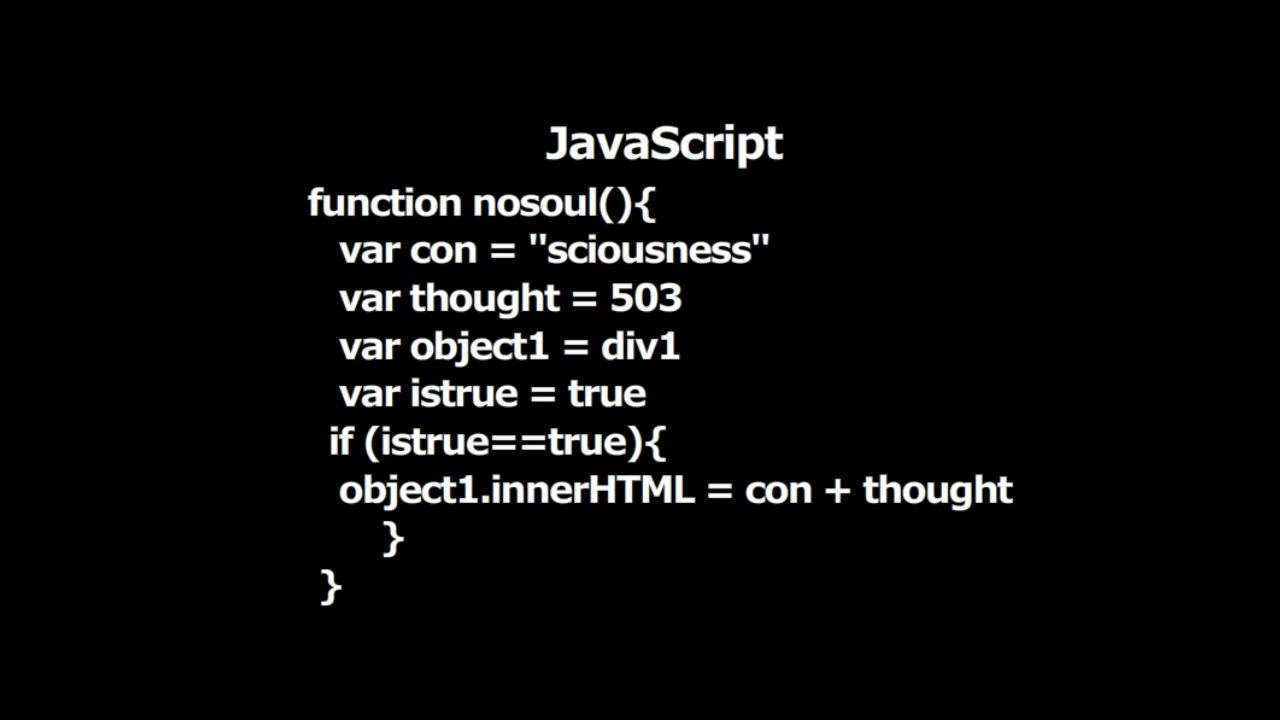 JavaScript
function nosoul(){
var con = "sciousness"
var thought = 503
var object1 = div1
var istrue = true
if (istrue==true){
object1.innerHTML = con + thought
}
}